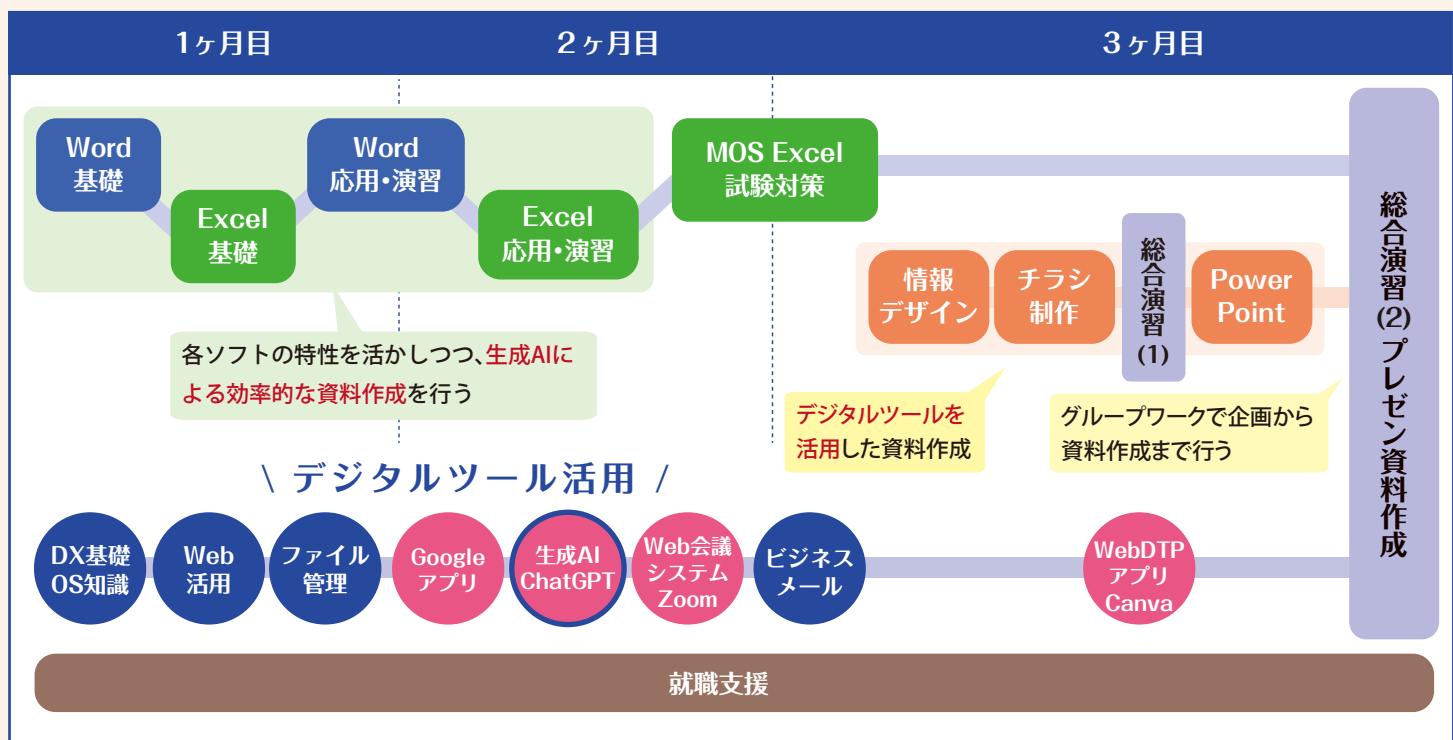 1ヶ月目
2ヶ月目
3ヶ月目
Word
基礎
Excel
基礎
Word
応用・演習
Excel
応用・演習
MOS Excel
試験対策
各ソフトの特性を活かしつつ、生成AIに
よる効率的な資料作成を行う
情報
デザイン
チラシ
制作
総合演習(1)
Power
Point
デジタルツールを
活用した資料作成
グループワークで企画から
資料作成まで行う
総合演習(2)プレゼン資料作成
\ デジタルツール活用 /
DX基礎
OS知識
Web
活用
ファイル
管理
Google
アプリ
生成AI
ChatGPT
Web会議
システム
Zoom
ビジネス
メール
WebDTP
アプリ
Canva
就職支援